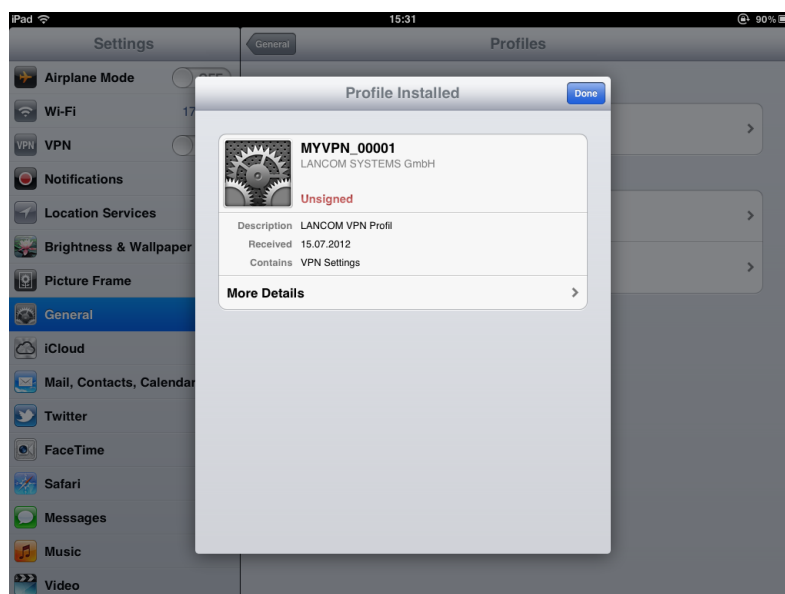 iPad
15:31
90%
Settings
General
Profiles
Airplane Mode
OFF
Wi-Fi
17
VPN
VPN
Notifications
Location Services
Brightness & Wallpaper
Picture Frame
General
iCloud
Mail, Contacts, Calendar
Twitter
FaceTime
Safari
Messages
Music
Video
Profile Installed
Done
MYVPN_00001
LANCOM SYSTEMS GmbH
Unsigned
Description LANCOM VPN Profil
Received 15.07.2012
Contains VPN Settings
More Details